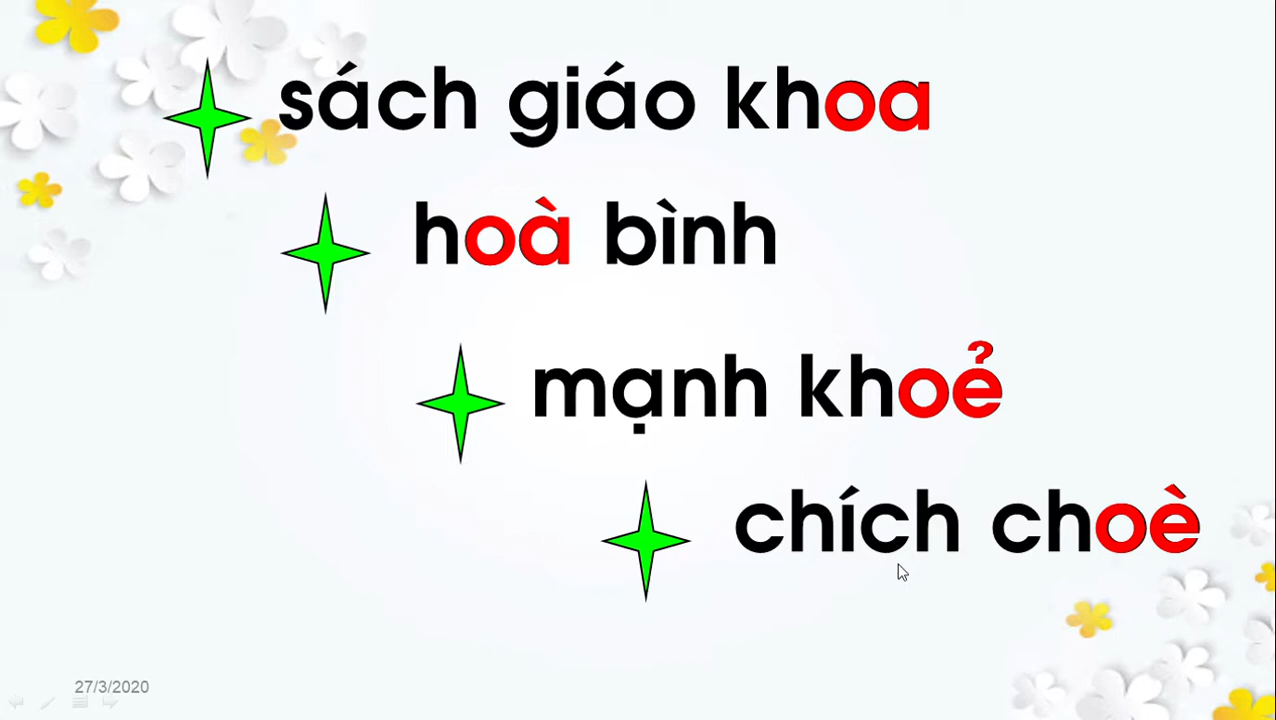 sách giáo khoa
hoà bình
mạnh khoẻ
chích choè
27/3/2020